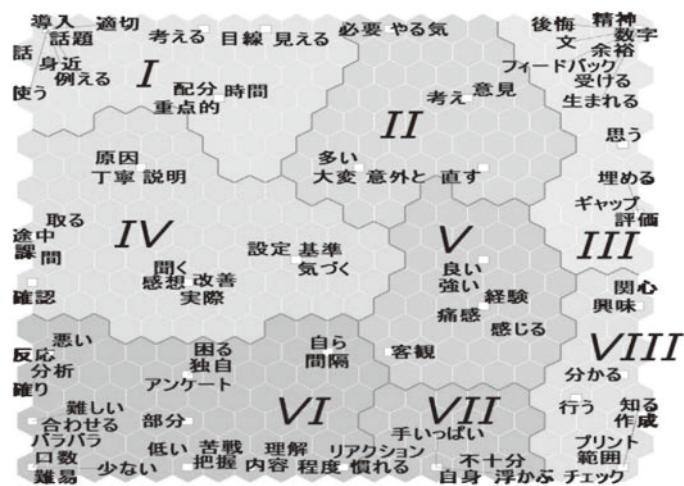 導入 適切
話題
話
身近
例える
使う
考える 目線 見える
I
配分 時間
重点的
必要 やる気
考え 意見
II
多い
大変 意外と 直す
後悔 精神
文 数字
余裕
フィードバック
受ける
生まれる
思う
埋める
ギャップ
評価
III
原因
丁寧 説明
取る
途中
課 問
IV
聞く
感想 改善
実際
設定 基準
気づく
確認
V
良い
強い
経験
痛感
感じる
客観
関心
興味
VIII
分かる
行う 知る
作成
プリント
範囲
チェック
悪い
反応
分析
確り
困る
独自
アンケート
自ら
間隔
難しい
合わせる
バラバラ
口数
難易
部分
VI
低い 苦戦 理解 リアクション
少ない 把握 内容 程度 慣れる
VII
手いっぱい
不十分
自身 浮かぶ